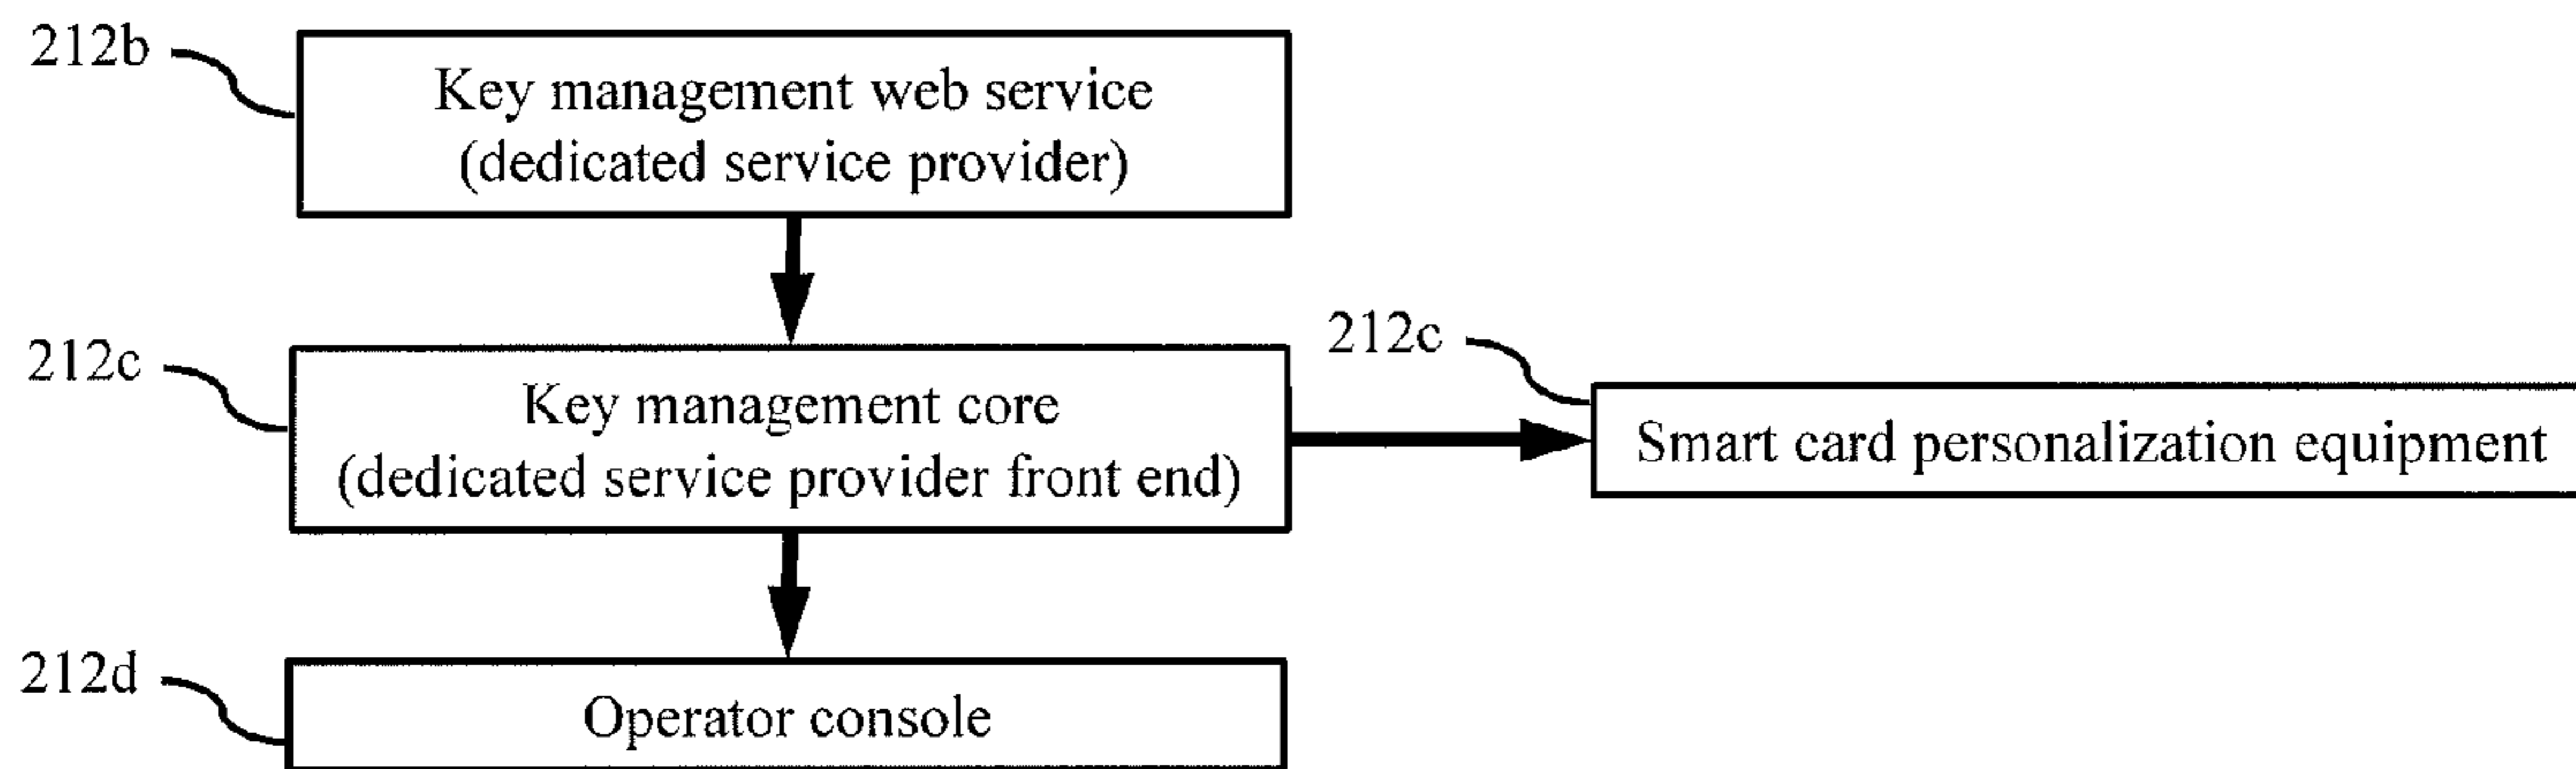 212b
Key management web service
(dedicated service provider)
212c
Key management core
(dedicated service provider front end)
212c
Smart card personalization equipment
212d
Operator console